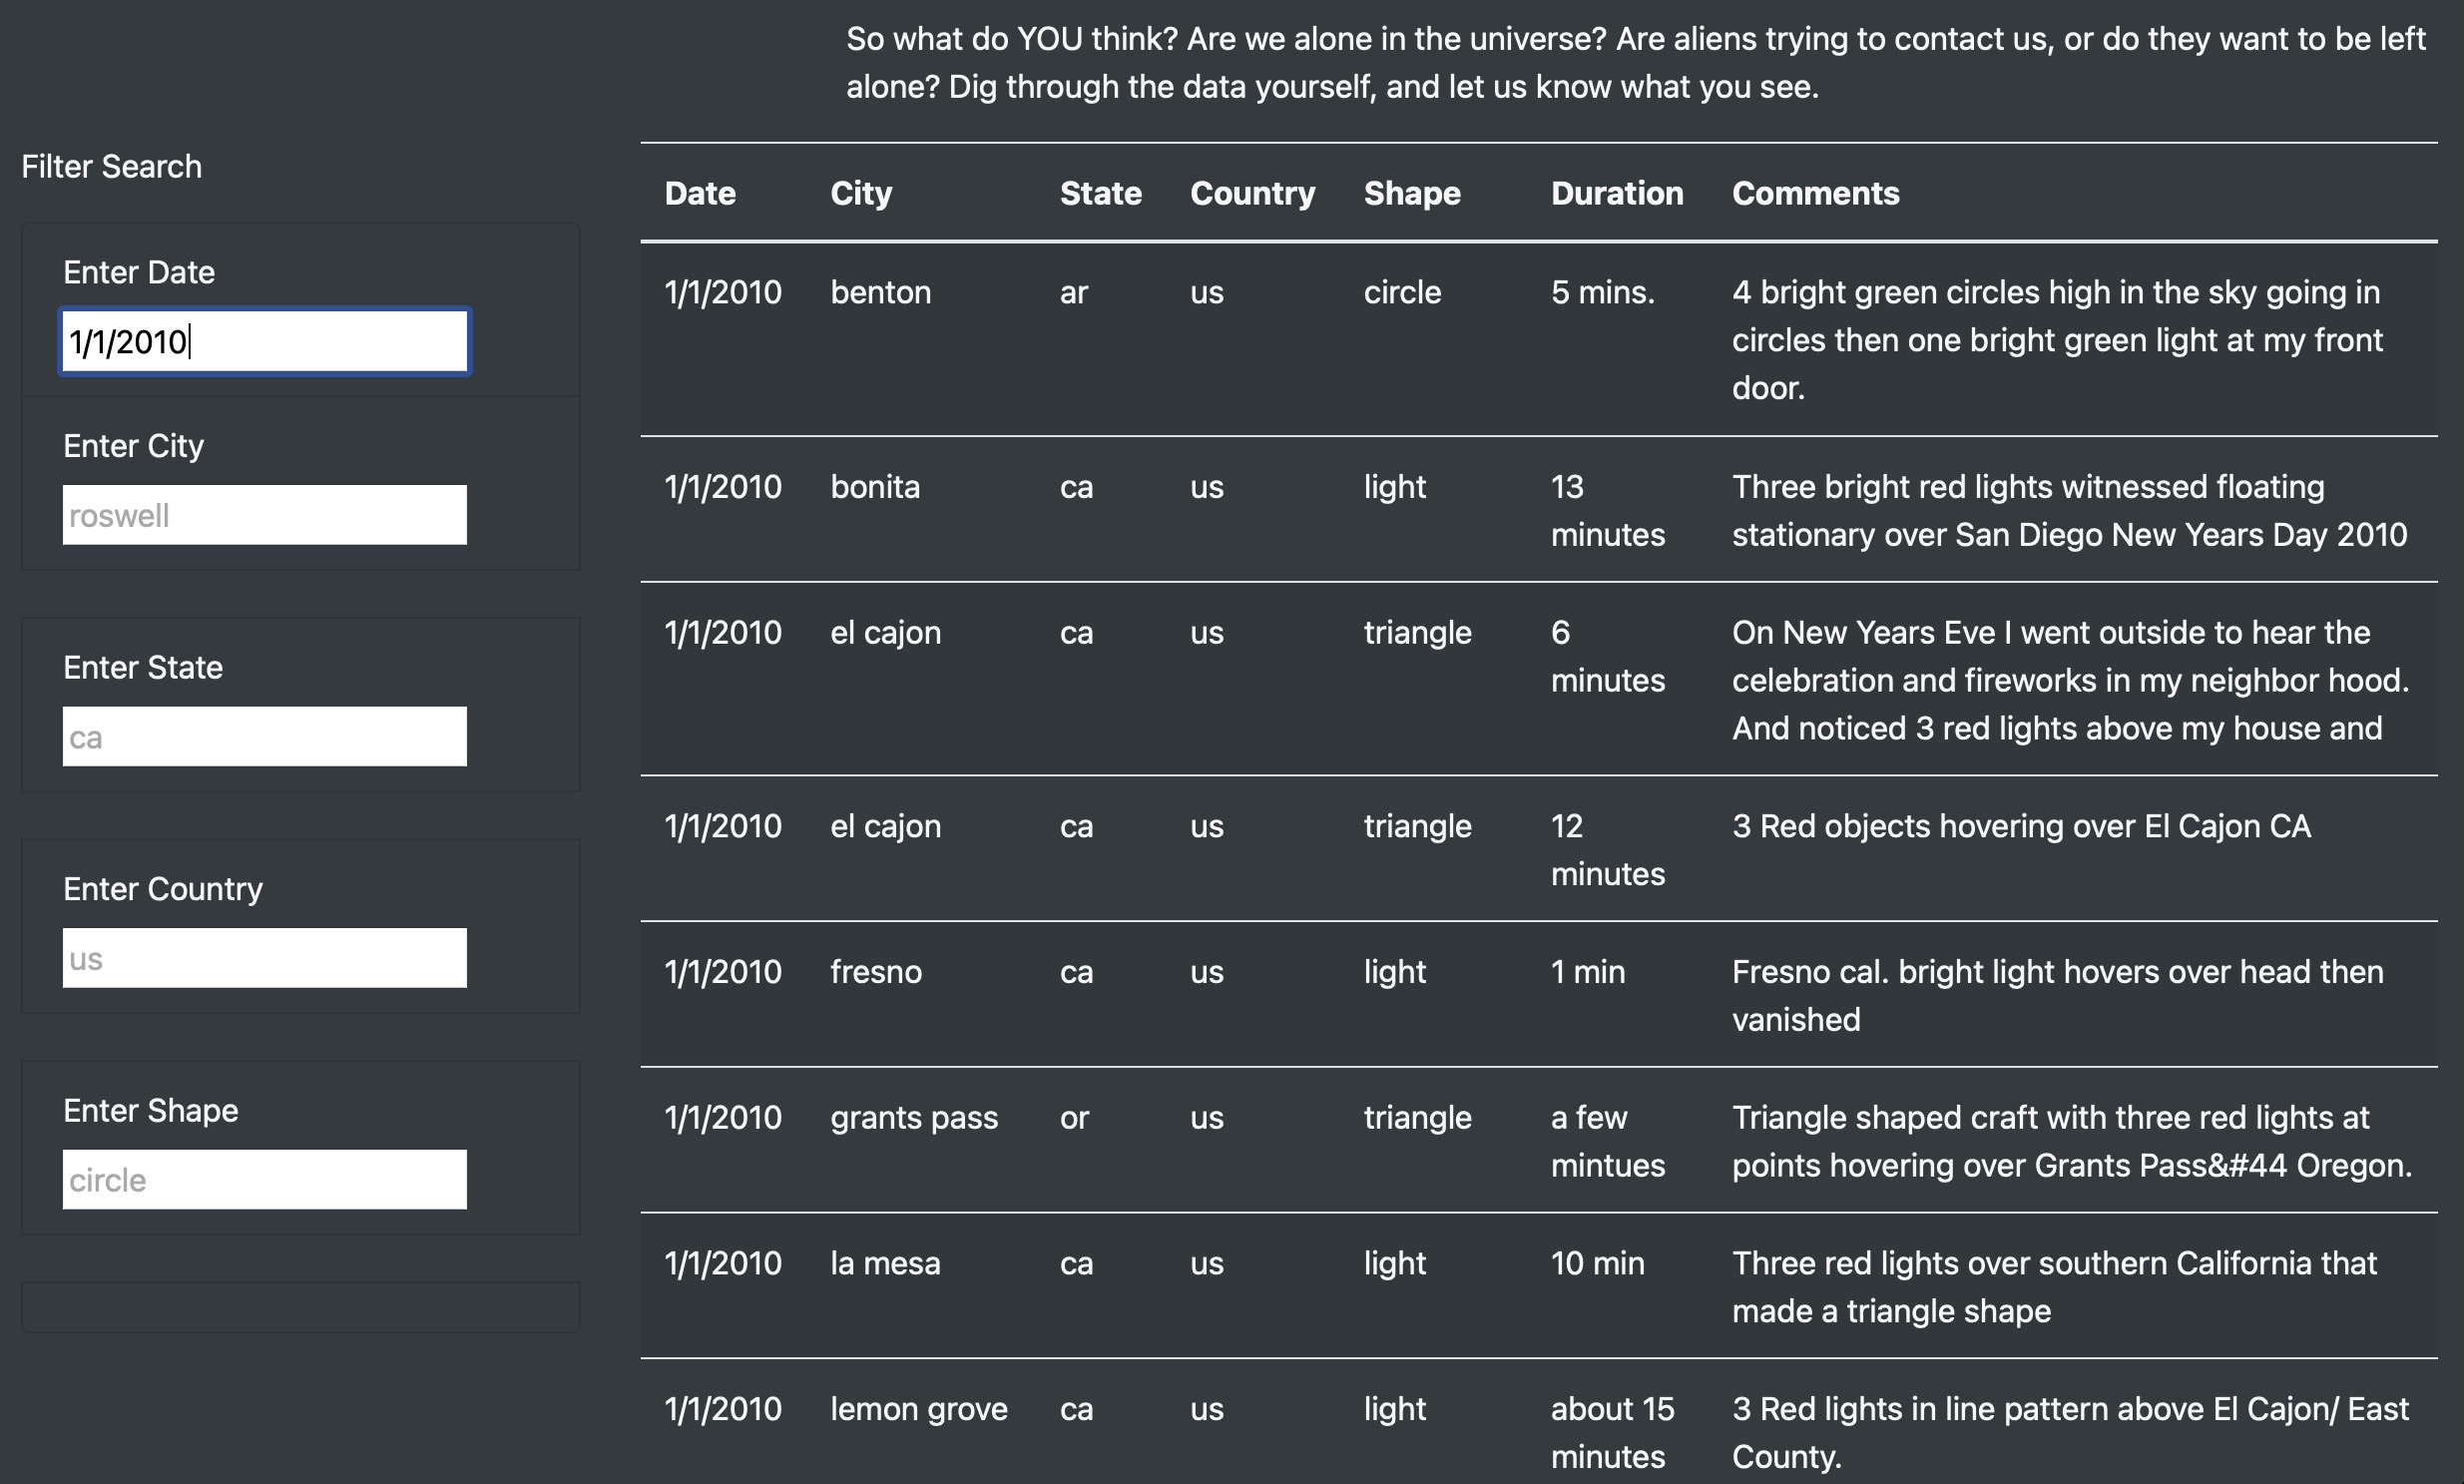 So what do YOU think? Are we alone in the universe? Are aliens trying to contact us, or do they want to be left
alone? Dig through the data yourself, and let us know what you see.
Filter Search
Enter Date
1/1/2010
Enter City
roswell
Enter State
ca
Enter Country
us
Enter Shape
circle
Date City State Country Shape Duration Comments
1/1/2010 benton ar us circle 5 mins. 4 bright green circles high in the sky going in
circles then one bright green light at my front
door.
1/1/2010 bonita ca us light 13 Three bright red lights witnessed floating
minutes stationary over San Diego New Years Day 2010
1/1/2010 el cajon ca us triangle 6 On New Years Eve I went outside to hear the
minutes celebration and fireworks in my neighbor hood.
And noticed 3 red lights above my house and
1/1/2010 el cajon ca us triangle 12 3 Red objects hovering over El Cajon CA
minutes
1/1/2010 fresno ca us light 1 min Fresno cal. bright light hovers over head then
vanished
1/1/2010 grants pass or us triangle a few Triangle shaped craft with three red lights at
mintues points hovering over Grants Pass&#44 Oregon.
1/1/2010 la mesa ca us light 10 min Three red lights over southern California that
made a triangle shape
1/1/2010 lemon grove ca us light about 15 3 Red lights in line pattern above El Cajon/ East
minutes County.